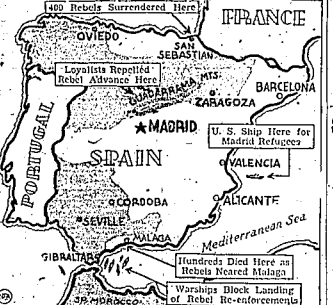 400 Rebels Surrendered Here
FRANCE
OVIEDO
SAN
SEBASTIAN
Loyalists Repelled
Rebel Advance Here
GUADARRAMA MTS.
ZARAGOZA
BARCELONA
PORTUGAL
MADRID
U. S. Ship Here for
Madrid Refugees
SPAIN
VALENCIA
CORDOBA
ALICANTE
SEVILLE
MALAGA
Mediterranean Sea
GIBRALTAR
Hundreds Died Here as
Rebels Neared Malaga
Warships Block Landing
of Rebel Re-enforcements
SP. MOROCCO